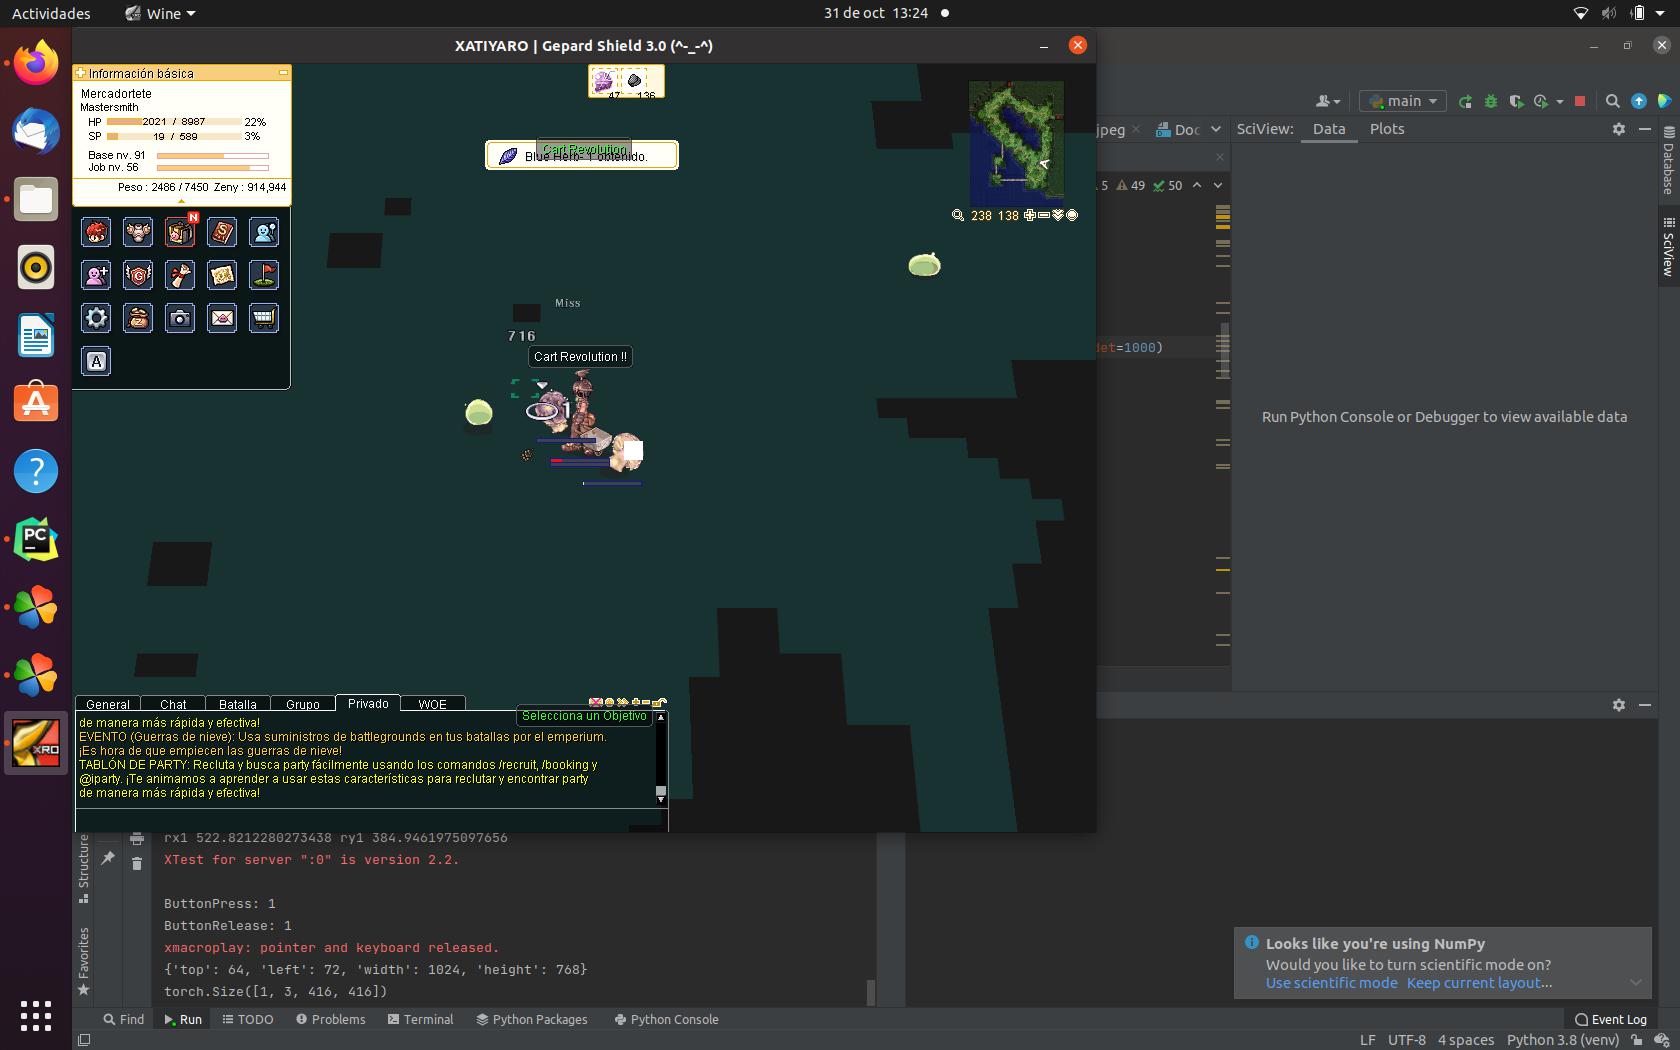 Actividades
Wine
31 de oct 13:24
XATIYARO | Gepard Shield 3.0 (^-_-^)
Información básica
Mercadortete
Mastersmith
HP 2021 / 8987 22%
SP 19 / 589 3%
Base nv. 91
Job nv. 56
Peso : 2486 / 7450 Zeny : 914,944
N
A
47 136
Cart Revolution
Blue Herb- 1 obtenido.
238 138
Miss
716
Cart Revolution !!
1
main
jpeg
Doc
SciView:
Data
Plots
5 49 50
det=1000)
Database
SciView
Run Python Console or Debugger to view available data
General
Chat
Batalla
Grupo
Privado
WOE
Selecciona un Objetivo
de manera más rápida y efectiva!
EVENTO (Guerras de nieve): Usa suministros de battlegrounds en tus batallas por el emperium.
¡Es hora de que empiecen las guerras de nieve!
TABLÓN DE PARTY: Recluta y busca party fácilmente usando los comandos /recruit, /booking y
@iparty. ¡Te animamos a aprender a usar estas características para reclutar y encontrar party
de manera más rápida y efectiva!
PC
XRO
Structure
Favorites
rx1 522.8212280273438 ry1 384.9461975097656
XTest for server ":0" is version 2.2.
ButtonPress: 1
ButtonRelease: 1
xmacroplay: pointer and keyboard released.
{'top': 64, 'left': 72, 'width': 1024, 'height': 768}
torch.Size([1, 3, 416, 416])
Looks like you're using NumPy
Would you like to turn scientific mode on?
Use scientific mode Keep current layout...
Find
Run
TODO
Problems
Terminal
Python Packages
Python Console
Event Log
LF UTF-8 4 spaces Python 3.8 (venv)